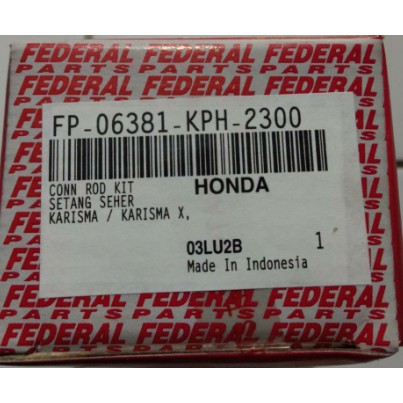 FEDERAL FEDERAL FEDERAL
PARTS PARTS PARTS
FP-06381-KPH-2300
CONN ROD KIT
HONDA
SETANG SEHER
KARISMA / KARISMA X,
03LU2B 1
Made In Indonesia
FEDERAL FEDERAL FEDERAL
PARTS PARTS PARTS
FEDERAL FEDERAL FEDERAL